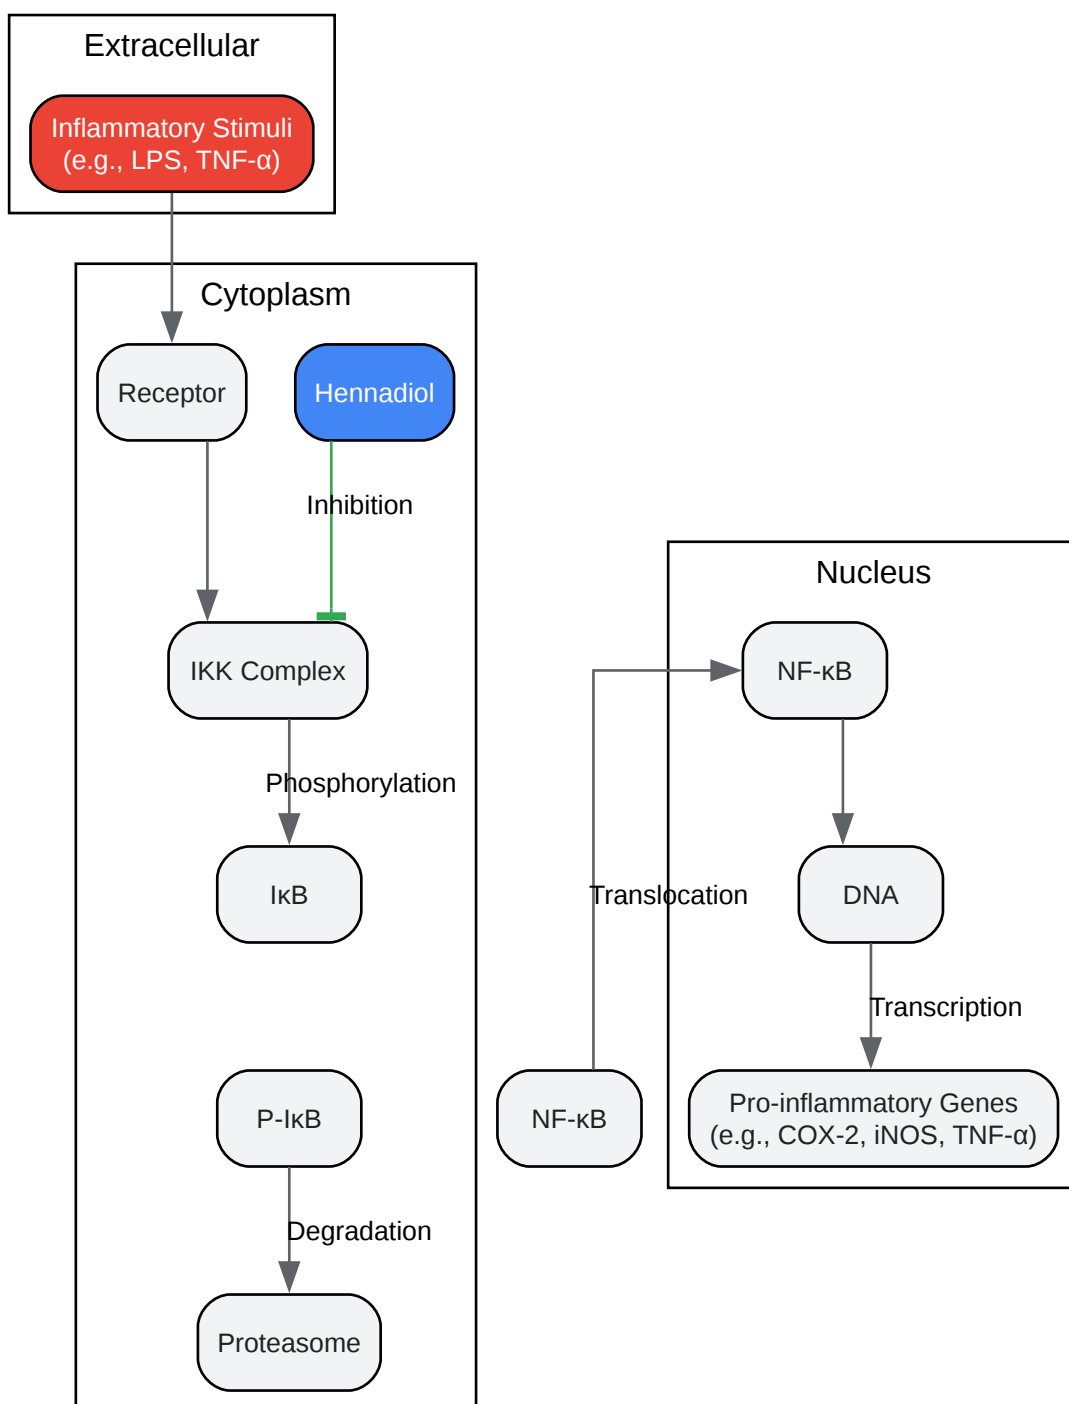 Extracellular
Inflammatory Stimuli
(e.g., LPS, TNF-α)
Cytoplasm
Receptor
Hennadiol
Inhibition
IKK Complex
Phosphorylation
IκB
P-IκB
Degradation
Proteasome
NF-κB
Translocation
Nucleus
NF-κB
DNA
Transcription
Pro-inflammatory Genes
(e.g., COX-2, iNOS, TNF-α)